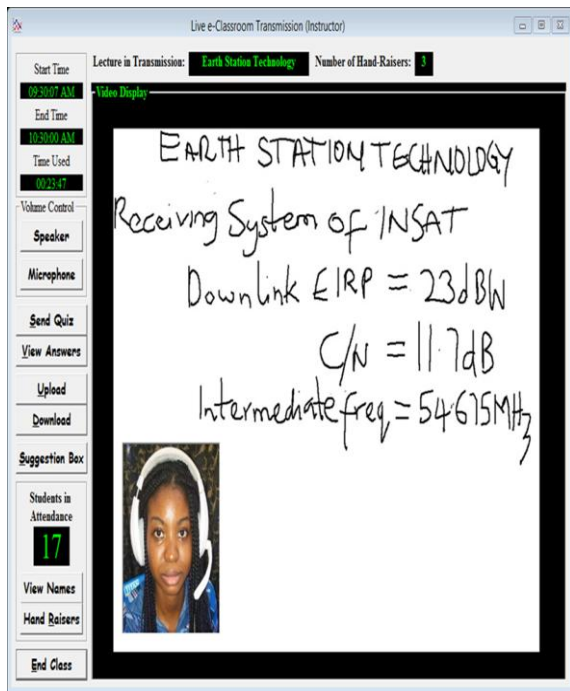 Live e-Classroom Transmission (Instructor)
Start Time
09:30:07 AM
End Time
10:30:00 AM
Time Used
00:23:47
Volume Control
Speaker
Microphone
Send Quiz
View Answers
Upload
Download
Suggestion Box
Students in
Attendance
17
View Names
Hand Raisers
End Class
Lecture in Transmission: Earth Station Technology Number of Hand-Raisers: 3
Video Display
EARTH STATION TECHNOLOGY
Receiving System of INSAT
Downlink EIRP = 23dBW
C/N = 11.7dB
Intermediate freq = 54.675MHz